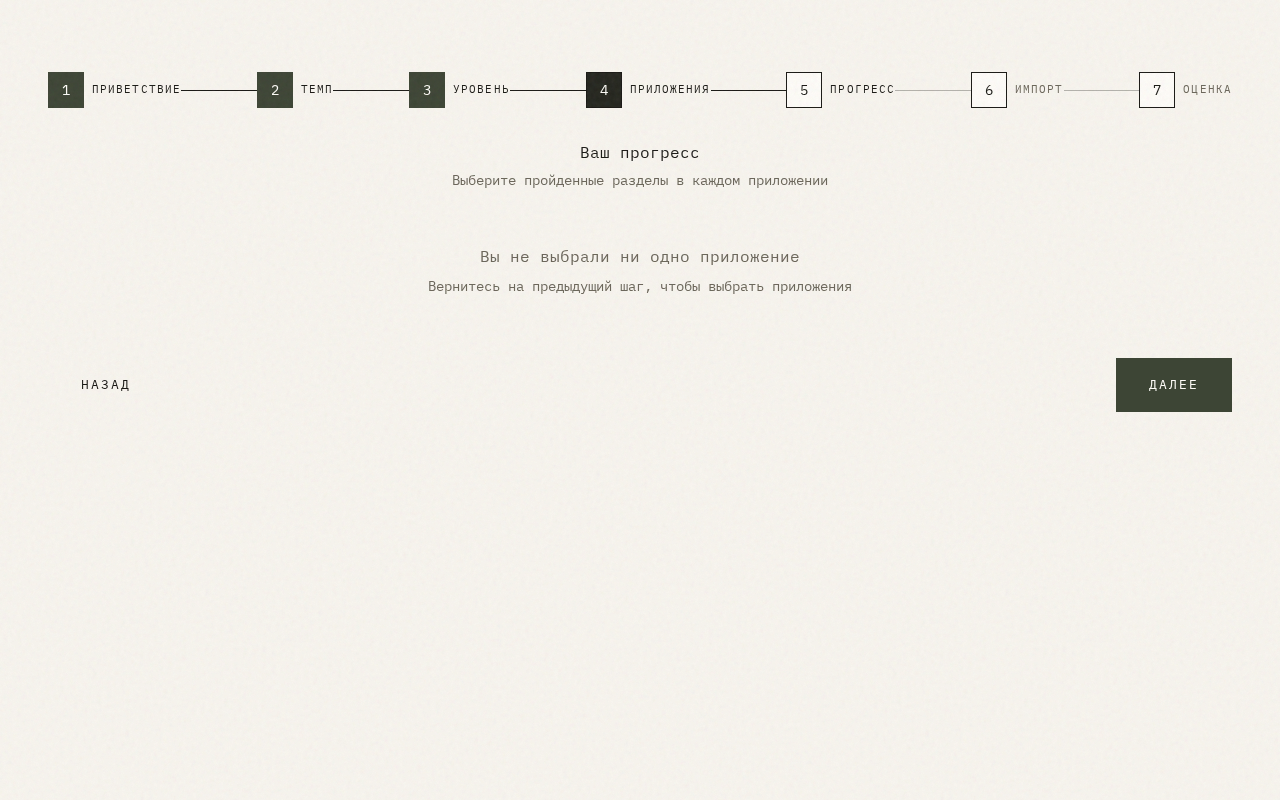 1 ПРИВЕТСТВИЕ 2 ТЕМП 3 УРОВЕНЬ 4 ПРИЛОЖЕНИЯ 5 ПРОГРЕСС 6 ИМПОРТ 7 ОЦЕНКА
Ваш прогресс
Выберите пройденные разделы в каждом приложении
Вы не выбрали ни одно приложение
Вернитесь на предыдущий шаг, чтобы выбрать приложения
НАЗАД ДАЛЕЕ